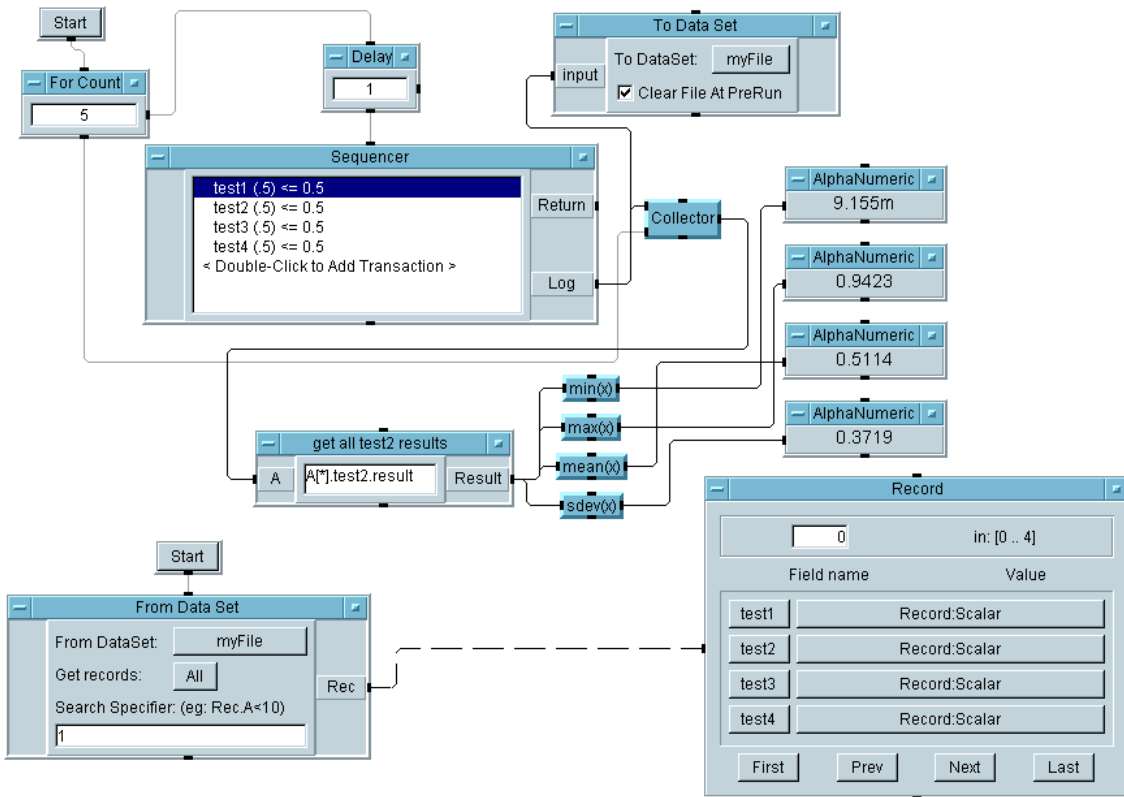 Start
For Count
5
Delay
1
To Data Set
input
To DataSet:
myFile
Clear File At PreRun
Sequencer
test1 (.5) <= 0.5
test2 (.5) <= 0.5
test3 (.5) <= 0.5
test4 (.5) <= 0.5
< Double-Click to Add Transaction >
Return
Log
Collector
AlphaNumeric
9.155m
AlphaNumeric
0.9423
AlphaNumeric
0.5114
AlphaNumeric
0.3719
min(x)
max(x)
mean(x)
sdev(x)
get all test2 results
A
A[*].test2.result
Result
Start
From Data Set
From DataSet:
myFile
Get records:
All
Search Specifier: (eg: Rec.A<10)
1
Rec
Record
0
in: [0 .. 4]
Field name
Value
test1
Record:Scalar
test2
Record:Scalar
test3
Record:Scalar
test4
Record:Scalar
First
Prev
Next
Last